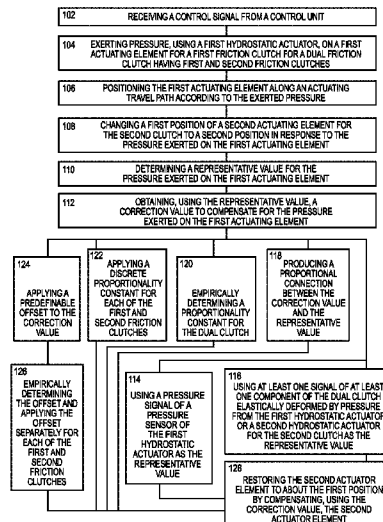 102
RECEIVING A CONTROL SIGNAL FROM A CONTROL UNIT
104
EXERTING PRESSURE, USING A FIRST HYDROSTATIC ACTUATOR, ON A FIRST
ACTUATING ELEMENT FOR A FIRST FRICTION CLUTCH FOR A DUAL FRICTION
CLUTCH HAVING FIRST AND SECOND FRICTION CLUTCHES
106
POSITIONING THE FIRST ACTUATING ELEMENT ALONG AN ACTUATING
TRAVEL PATH ACCORDING TO THE EXERTED PRESSURE
108
CHANGING A FIRST POSITION OF A SECOND ACTUATING ELEMENT FOR
THE SECOND CLUTCH TO A SECOND POSITION IN RESPONSE TO THE
PRESSURE EXERTED ON THE FIRST ACTUATING ELEMENT
110
DETERMINING A REPRESENTATIVE VALUE FOR THE
PRESSURE EXERTED ON THE FIRST ACTUATING ELEMENT
112
OBTAINING, USING THE REPRESENTATIVE VALUE, A
CORRECTION VALUE TO COMPENSATE FOR THE PRESSURE
EXERTED ON THE FIRST ACTUATING ELEMENT
124
APPLYING A
PREDEFINABLE
OFFSET TO THE
CORRECTION
VALUE
122
APPLYING A
DISCRETE
PROPORTIONALITY
CONSTANT FOR
EACH OF THE
FIRST AND
SECOND FRICTION
CLUTCHES
120
EMPIRICALLY
DETERMINING A
PROPORTIONALITY
CONSTANT FOR
THE DUAL CLUTCH
118
PRODUCING A
PROPORTIONAL
CONNECTION
BETWEEN THE
CORRECTION VALUE
AND THE
REPRESENTATIVE
VALUE
126
EMPIRICALLY
DETERMINING
THE OFFSET AND
APPLYING THE
OFFSET
SEPARATELY FOR
EACH OF THE
FIRST AND
SECOND
FRICTION
CLUTCHES
114
USING A PRESSURE
SIGNAL OF A
PRESSURE
SENSOR OF
THE FIRST
HYDROSTATIC
ACTUATOR AS THE
REPRESENTATIVE
VALUE
116
USING AT LEAST ONE SIGNAL OF AT LEAST
ONE COMPONENT OF THE DUAL CLUTCH
ELASTICALLY DEFORMED BY PRESSURE
FROM THE FIRST HYDROSTATIC ACTUATOR
OR A SECOND HYDROSTATIC ACTUATOR
FOR THE SECOND CLUTCH AS THE
REPRESENTATIVE VALUE
128
RESTORING THE SECOND ACTUATOR
ELEMENT TO ABOUT THE FIRST POSITION
BY COMPENSATING, USING THE
CORRECTION VALUE, THE SECOND
ACTUATOR ELEMENT